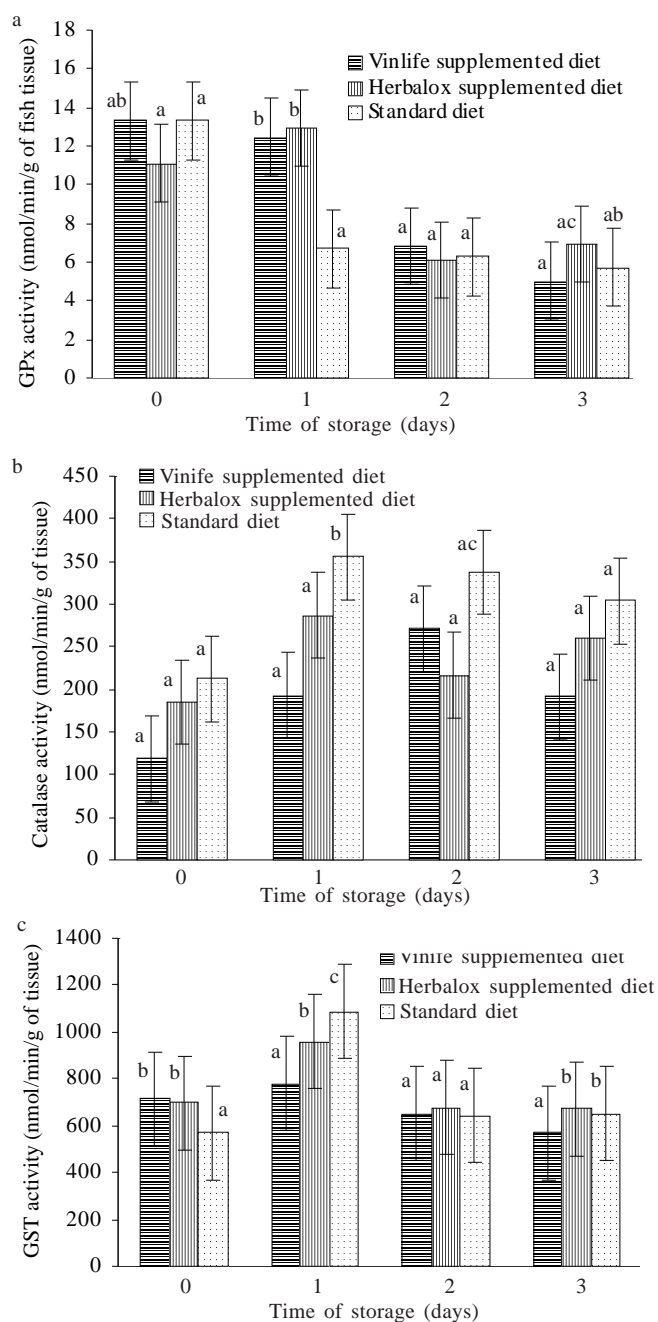 a
18
16
14
12
10
8
6
4
2
0
GPx activity (nmol/min/g of fish tissue)
Vinlife supplemented diet
Herbalox supplemented diet
Standard diet
ab a a
b b a
a a a
a ac ab
0 1 2 3
Time of storage (days)
b
450
400
350
300
250
200
150
100
50
0
Catalase activity (nmol/min/g of tissue)
Vinife supplemented diet
Herbalox supplemented diet
Standard diet
a a a
a a b
a a ac
a a a
0 1 2 3
Time of storage (days)
c
1400
1200
1000
800
600
400
200
0
GST activity (nmol/min/g of tissue)
Vinife supplemented diet
Herbalox supplemented diet
Standard diet
b b a
a b c
a a a
a b b
0 1 2 3
Time of storage (days)